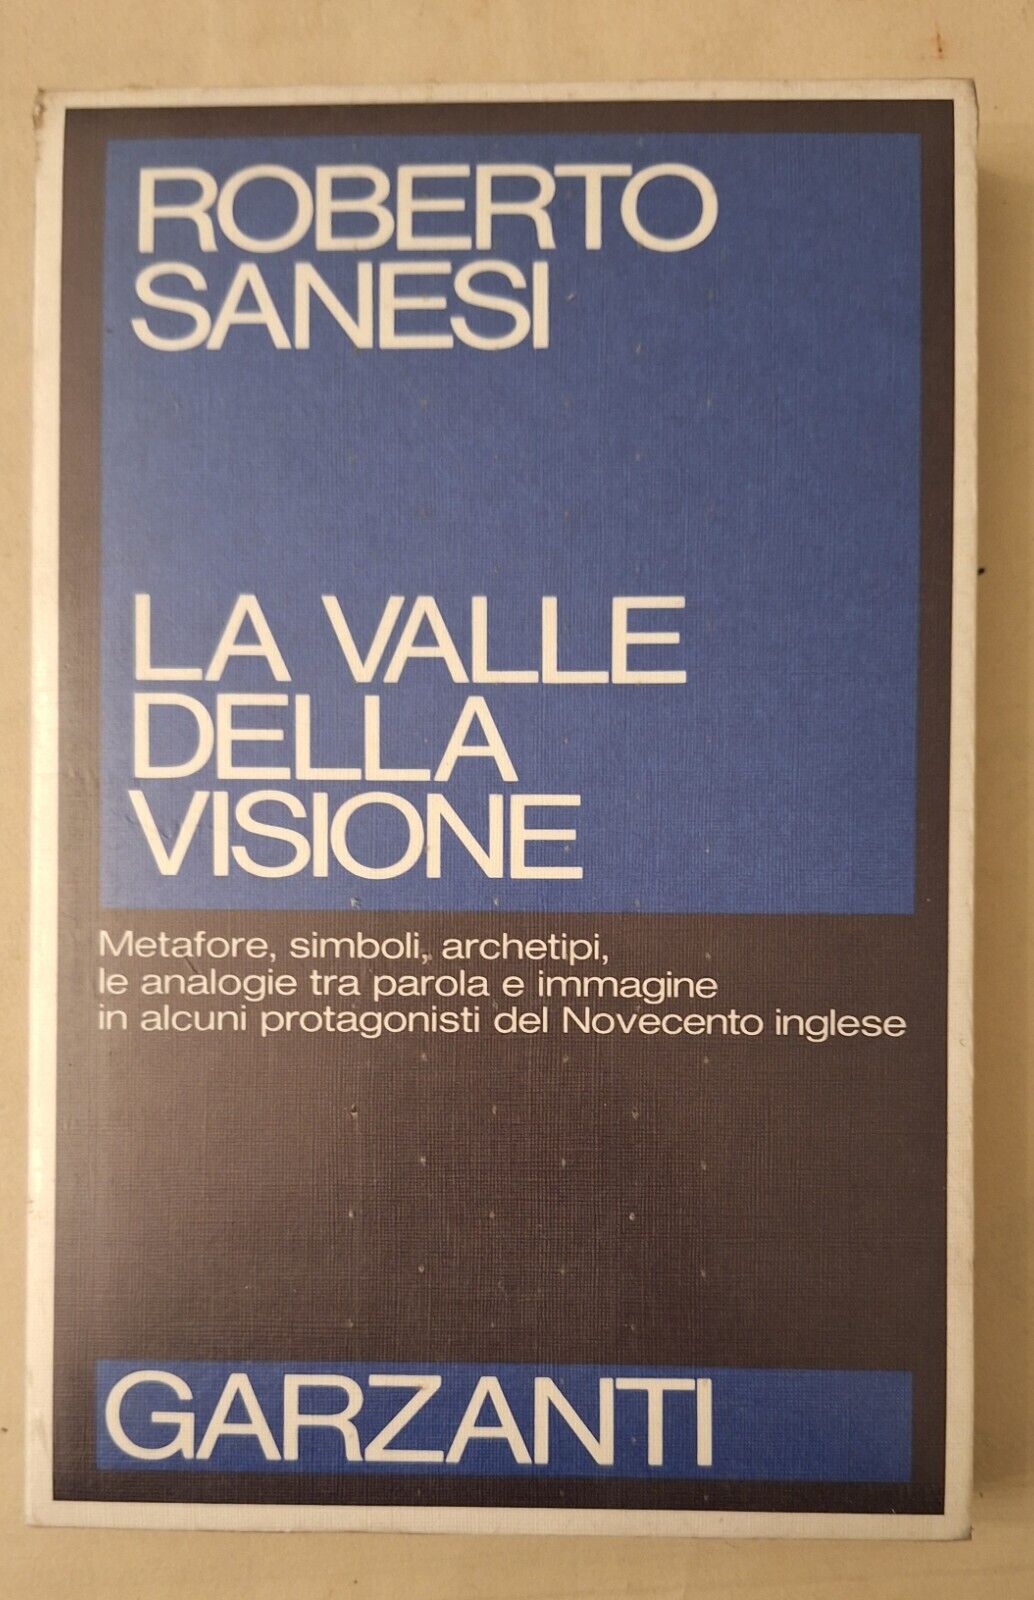 ROBERTO
SANESI
LA VALLE
DELLA
VISIONE
Metafore, simboli, archetipi,
le analogie tra parola e immagine
in alcuni protagonisti del Novecento inglese
GARZANTI